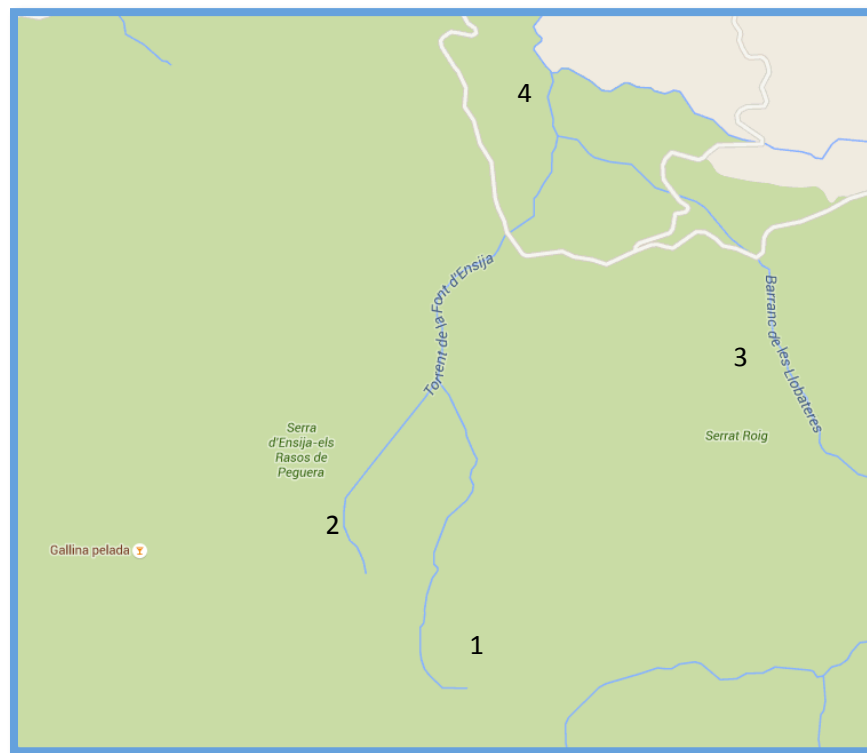 4
Torrent de la Font d'Ensija
Barranc de les Llobateres
3
Serra
d'Ensija-els
Rasos de
Peguera
Serrat Roig
2
Gallina pelada
1